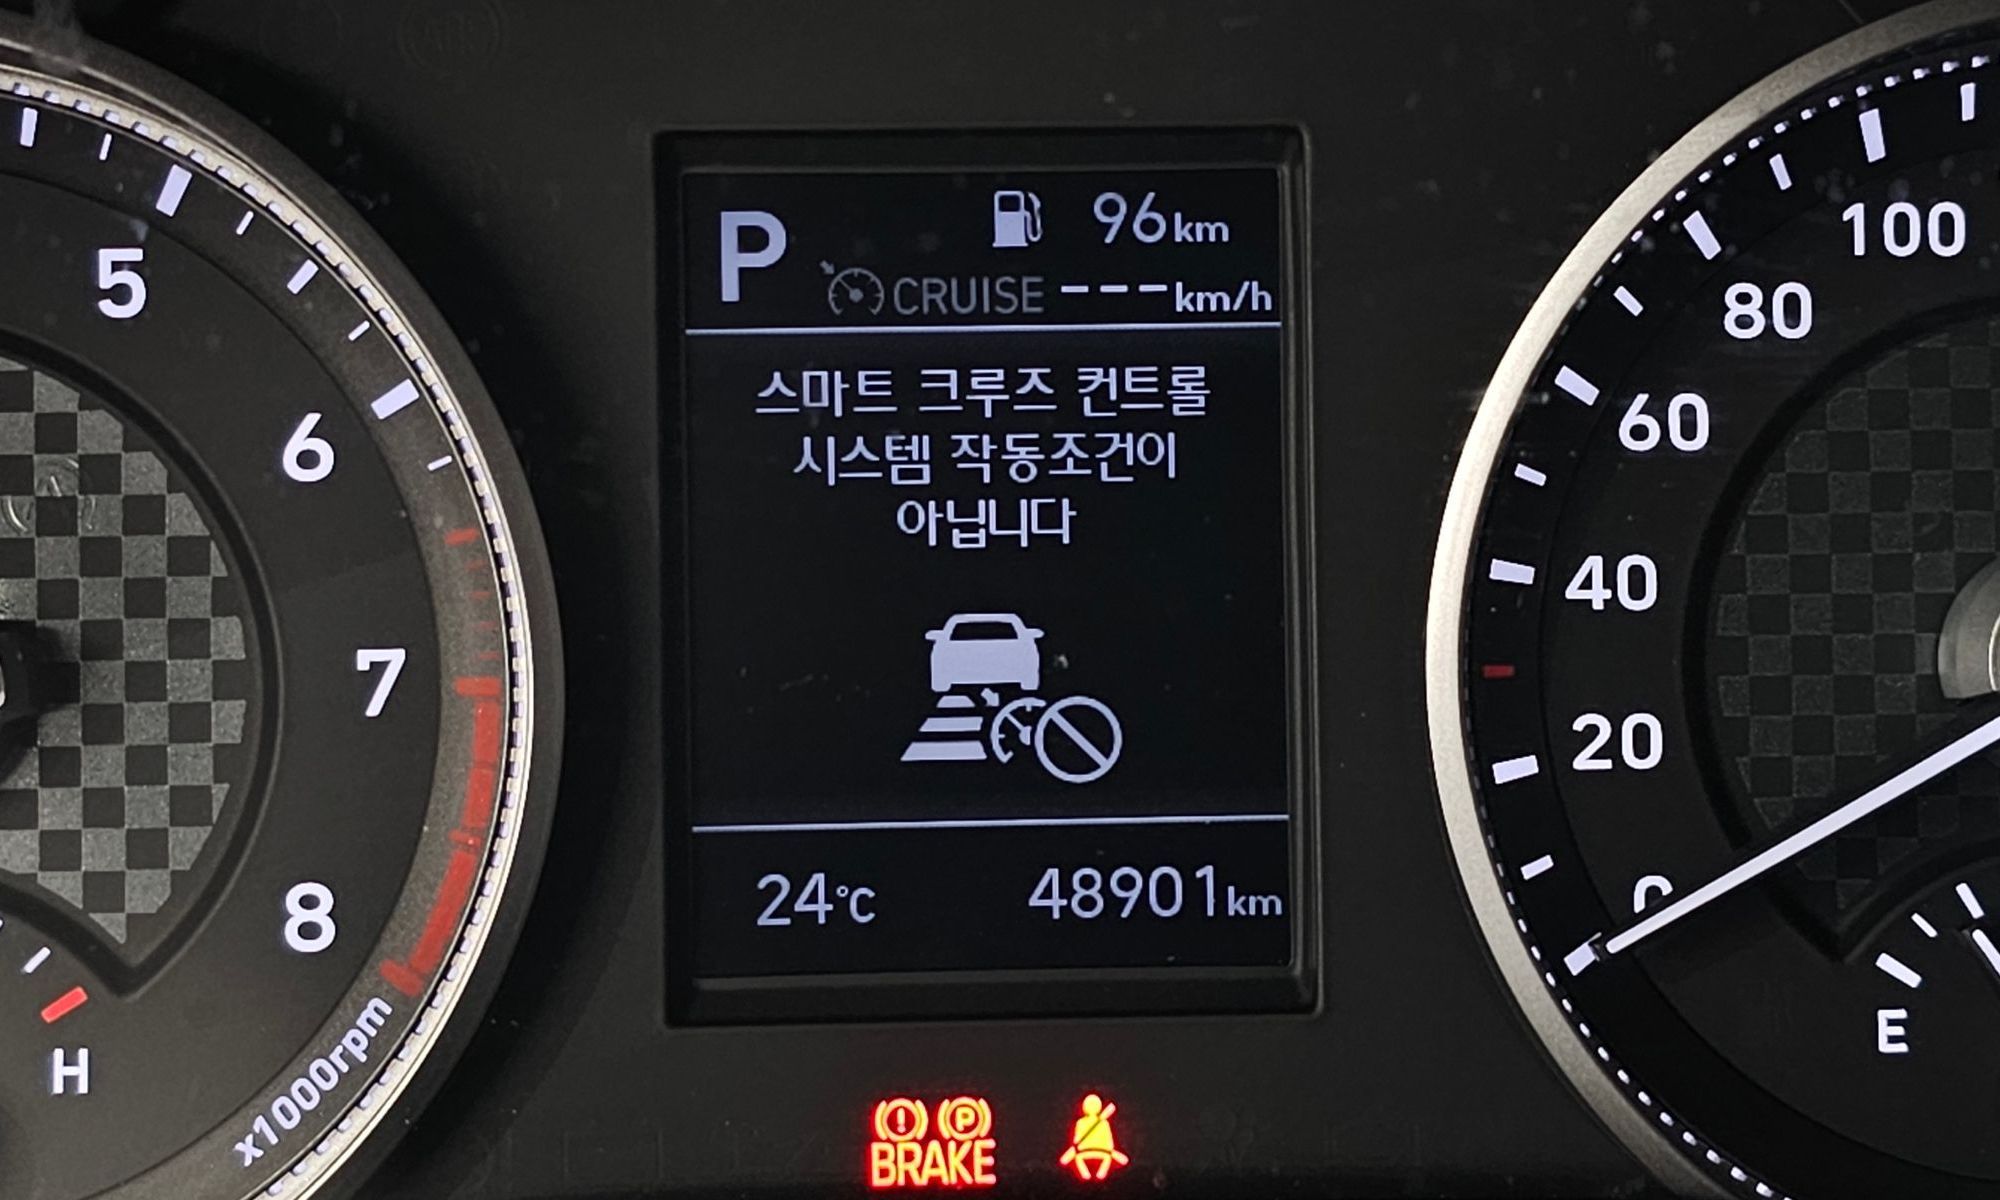 P
96km
CRUISE ---km/h
스마트 크루즈 컨트롤
시스템 작동조건이
아닙니다
24°C 48901km
5
6
7
8
x1000rpm
H
100
80
60
40
20
0
E
BRAKE
P